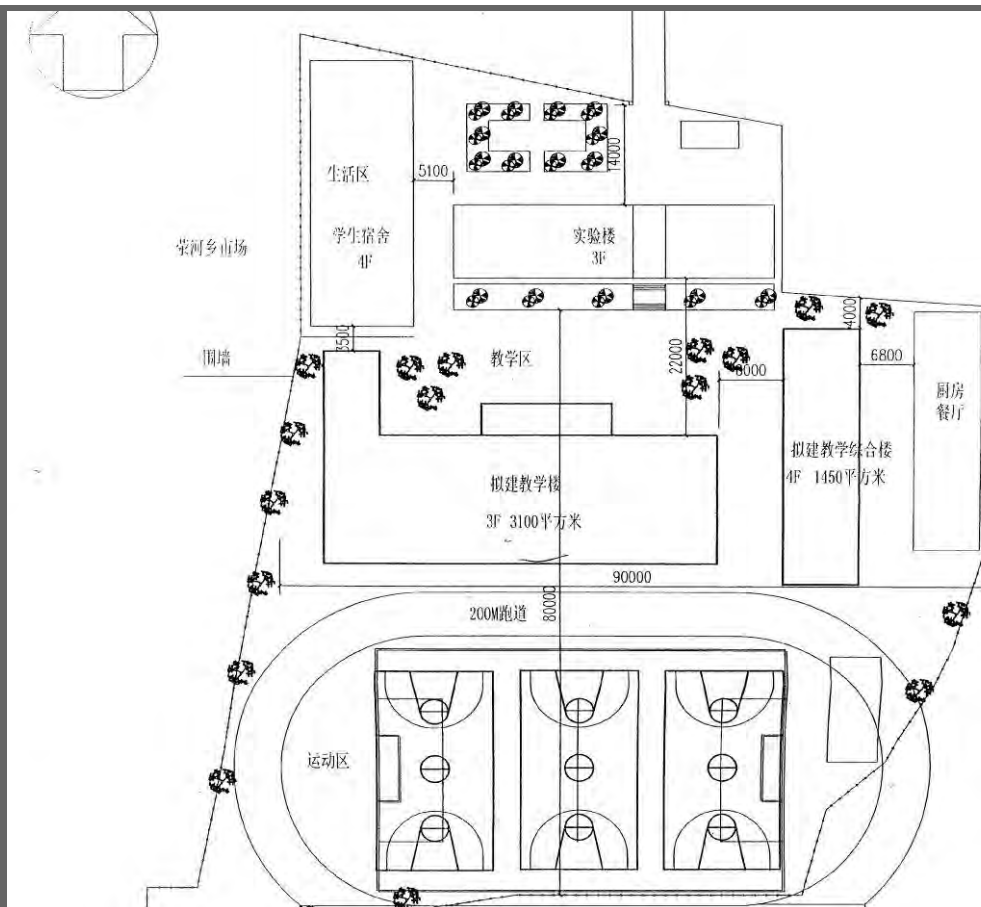 生活区
5100
14000
学生宿舍
4F
实验楼
3F
荣河乡市场
3500
围墙
教学区
22000
8000
4000
6800
厨房
餐厅
拟建教学综合楼
4F 1450平方米
拟建教学楼
3F 3100平方米
90000
80000
200M跑道
运动区